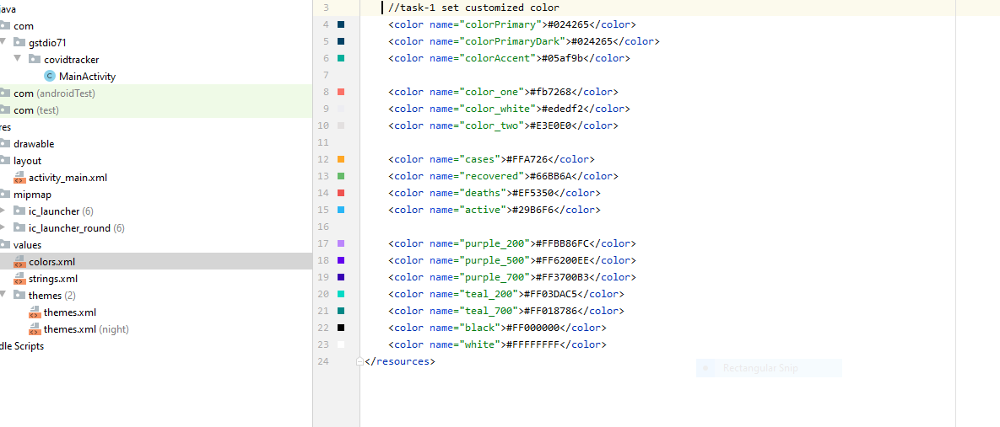 java
com
gstdio71
covidtracker
C MainActivity
com (androidTest)
com (test)
res
drawable
layout
activity_main.xml
mipmap
ic_launcher (6)
ic_launcher_round (6)
values
colors.xml
strings.xml
themes (2)
themes.xml
themes.xml (night)
dle Scripts
3 //task-1 set customized color
4 <color name="colorPrimary">#024265</color>
5 <color name="colorPrimaryDark">#024265</color>
6 <color name="colorAccent">#05af9b</color>
7
8 <color name="color_one">#fb7268</color>
9 <color name="color_white">#ededf2</color>
10 <color name="color_two">#E3E0E0</color>
11
12 <color name="cases">#FFA726</color>
13 <color name="recovered">#66BB6A</color>
14 <color name="deaths">#EF5350</color>
15 <color name="active">#29B6F6</color>
16
17 <color name="purple_200">#FFBB86FC</color>
18 <color name="purple_500">#FF6200EE</color>
19 <color name="purple_700">#FF3700B3</color>
20 <color name="teal_200">#FF03DAC5</color>
21 <color name="teal_700">#FF018786</color>
22 <color name="black">#FF000000</color>
23 <color name="white">#FFFFFFFF</color>
24 </resources>
Rectangular Snip